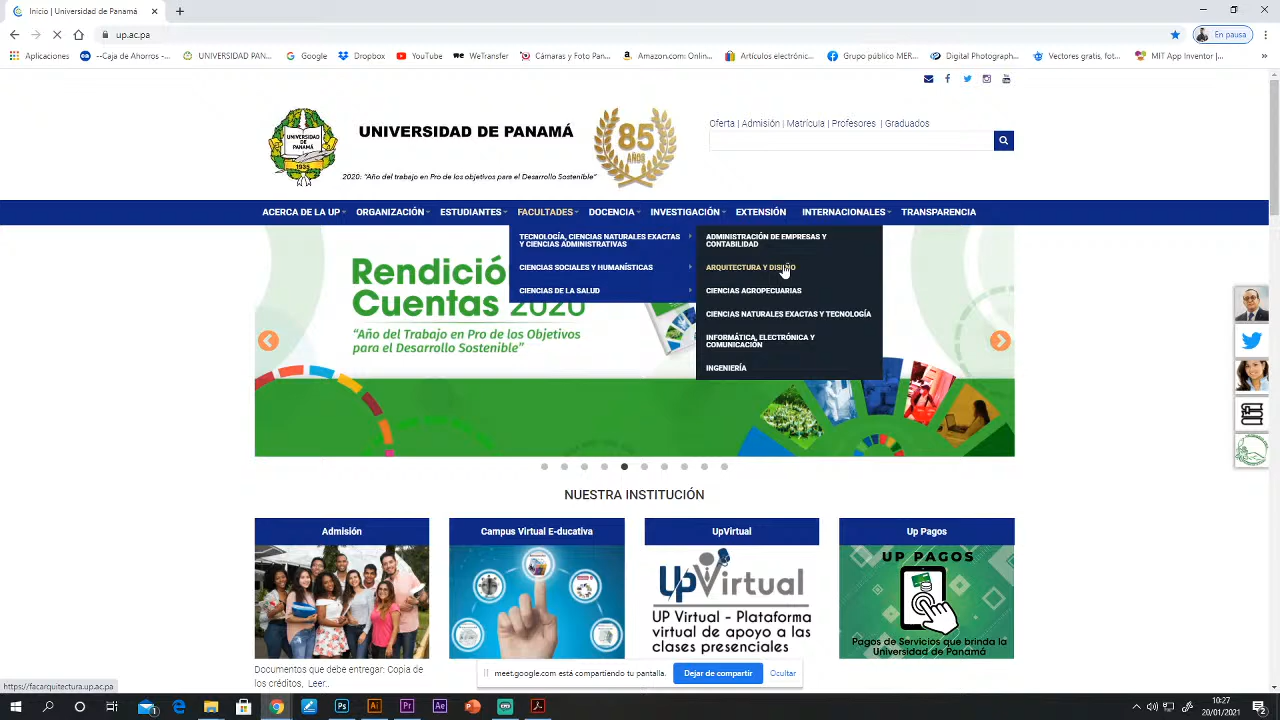 Inicio | Universidad de Panamá
up.ac.pa
En pausa
Aplicaciones
--Caja de Ahorros -...
UNIVERSIDAD PAN...
Google
Dropbox
YouTube
WeTransfer
Cámaras y Foto Pan...
Amazon.com: Onlin...
Artículos electrónic...
Grupo público MER...
Digital Photograph...
Vectores gratis, fot...
MIT App Inventor |...
UNIVERSIDAD DE PANAMÁ
1935
UNIVERSIDAD DE PANAMÁ
85
AÑOS
2020: "Año del trabajo en Pro de los objetivos para el Desarrollo Sostenible"
Oferta | Admisión | Matrícula | Profesores | Graduados
ACERCA DE LA UP ORGANIZACIÓN ESTUDIANTES FACULTADES DOCENCIA INVESTIGACIÓN EXTENSIÓN INTERNACIONALES TRANSPARENCIA
TECNOLOGÍA, CIENCIAS NATURALES EXACTAS
Y CIENCIAS ADMINISTRATIVAS
CIENCIAS SOCIALES Y HUMANÍSTICAS
CIENCIAS DE LA SALUD
ADMINISTRACIÓN DE EMPRESAS Y
CONTABILIDAD
ARQUITECTURA Y DISEÑO
CIENCIAS AGROPECUARIAS
CIENCIAS NATURALES EXACTAS Y TECNOLOGÍA
INFORMÁTICA, ELECTRÓNICA Y
COMUNICACIÓN
INGENIERÍA
Rendició
Cuentas 2020
"Año del Trabajo en Pro de los Objetivos
para el Desarrollo Sostenible"
NUESTRA INSTITUCIÓN
Admisión
Campus Virtual E-ducativa
UpVirtual
Up Pagos
UPVirtual
UP Virtual - Plataforma
virtual de apoyo a las
clases presenciales
UP PAGOS
Pagos de Servicios que brinda la
Universidad de Panamá
Documentos que debe entregar: Copia de
los créditos, Leer..
meet.google.com está compartiendo tu pantalla.
Dejar de compartir
Ocultar
https://facarquitectura.up.ac.pa
10:27
20/01/2021